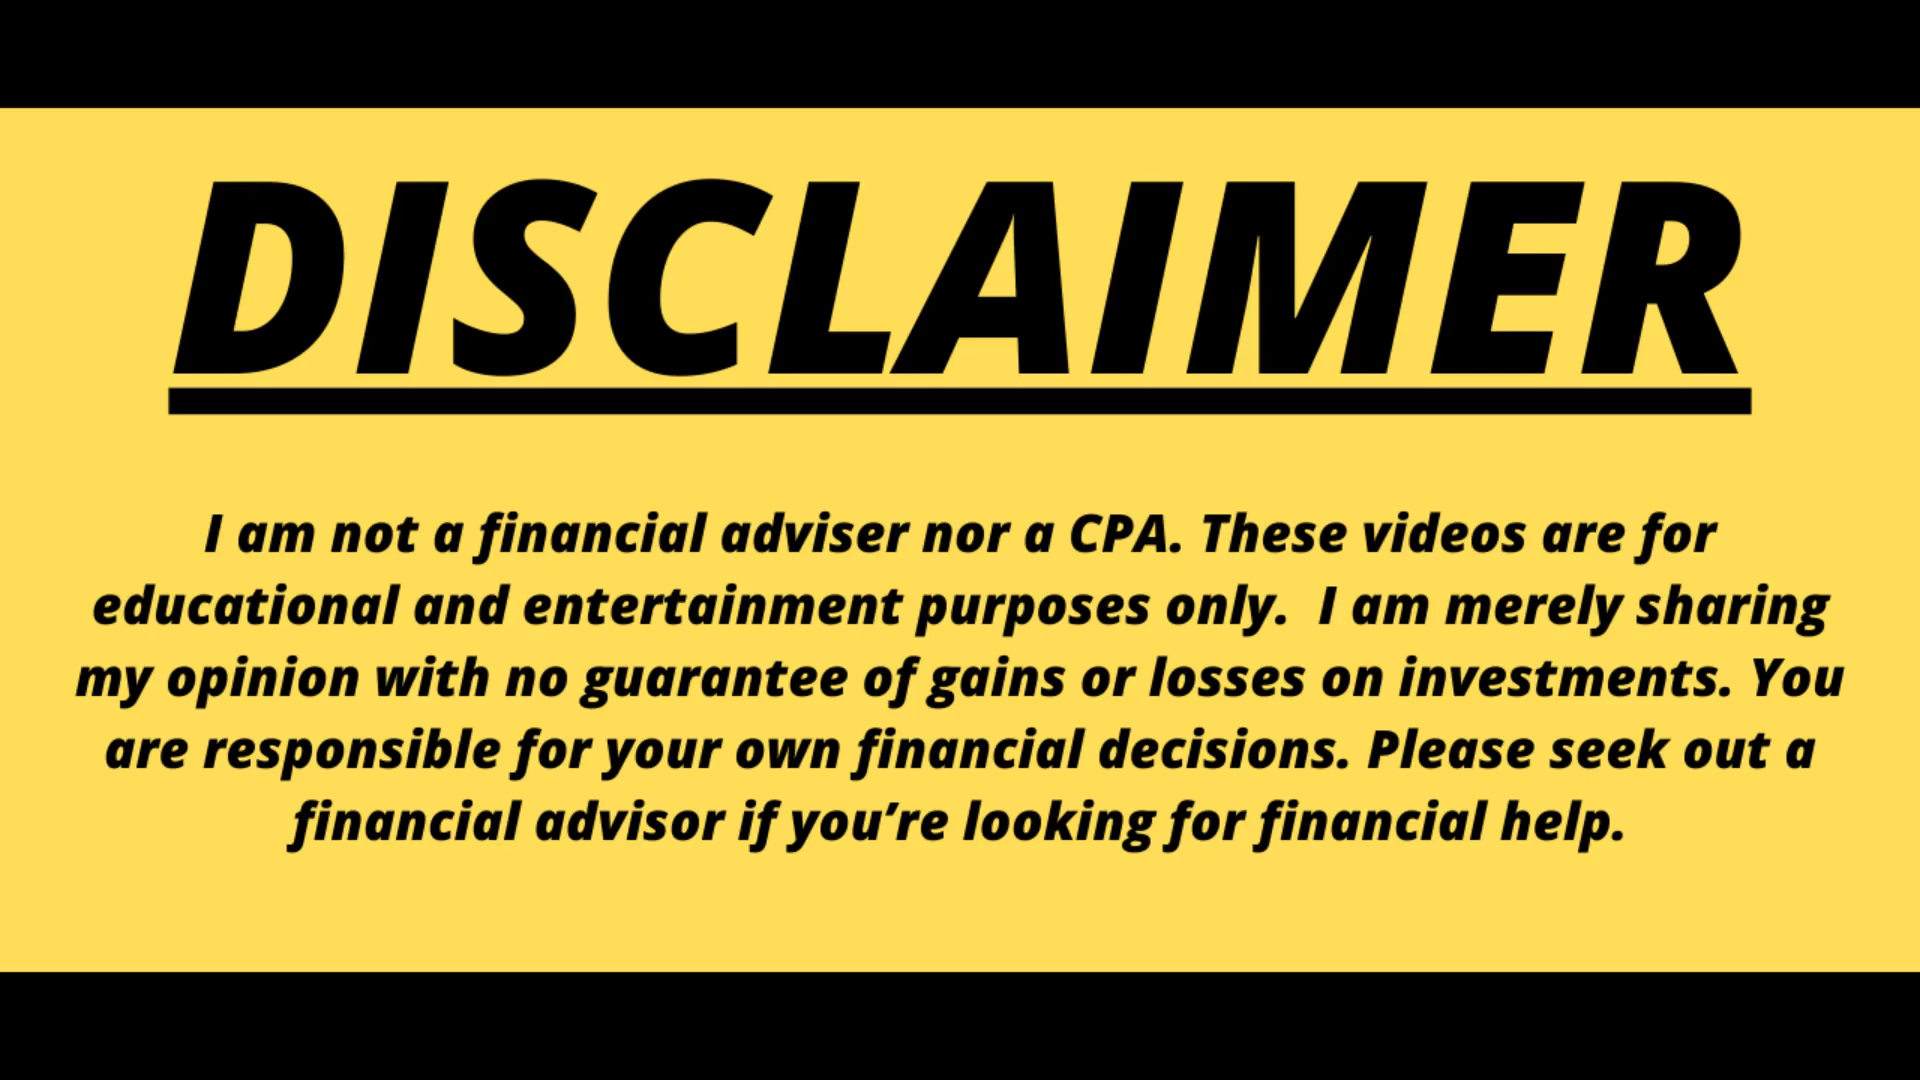 DISCLAIMER
I am not a financial adviser nor a CPA. These videos are for
educational and entertainment purposes only.  I am merely sharing
my opinion with no guarantee of gains or losses on investments. You
are responsible for your own financial decisions. Please seek out a
financial advisor if you’re looking for financial help.